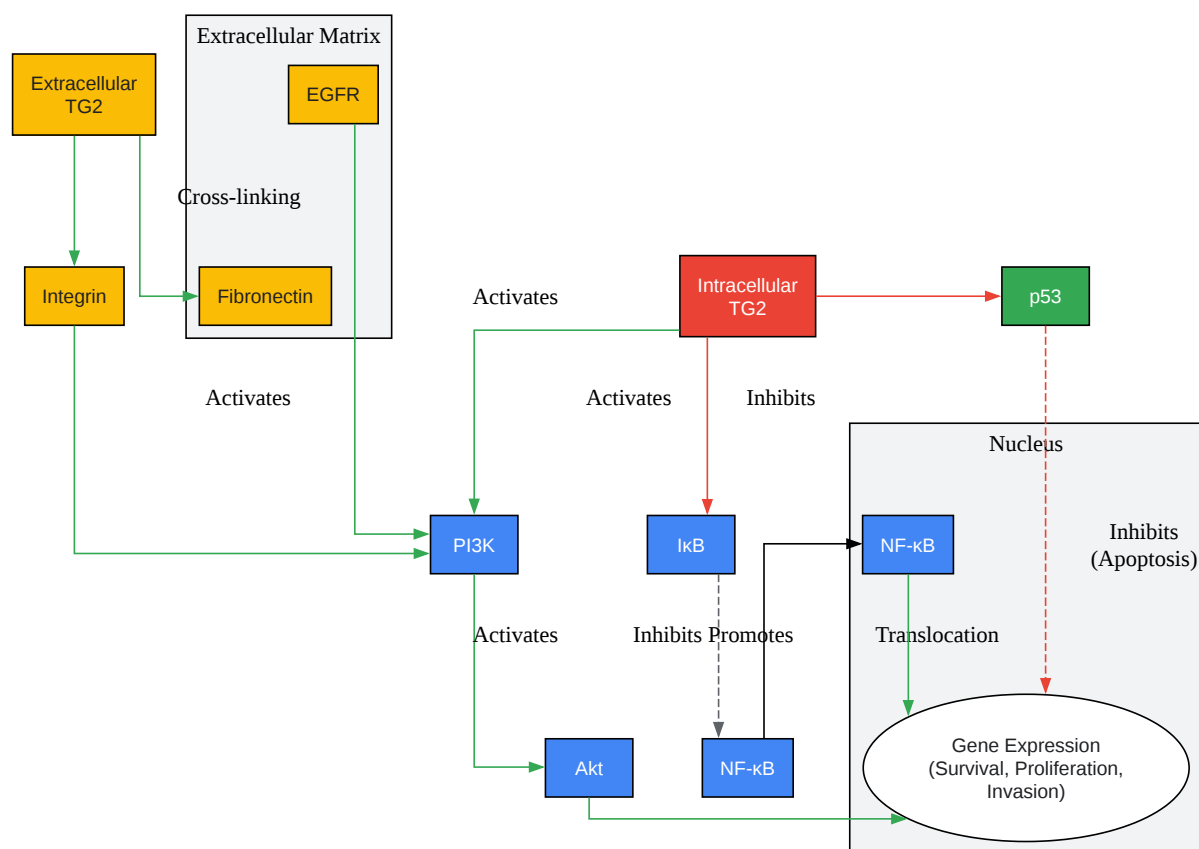 Extracellular Matrix
Extracellular
TG2
EGFR
Cross-linking
Integrin
Fibronectin
Activates
Intracellular
TG2
p53
Activates
Activates
Inhibits
Nucleus
PI3K
IκB
NF-κB
Inhibits
(Apoptosis)
Activates
Inhibits
Promotes
Translocation
Akt
NF-κB
Gene Expression
(Survival, Proliferation,
Invasion)